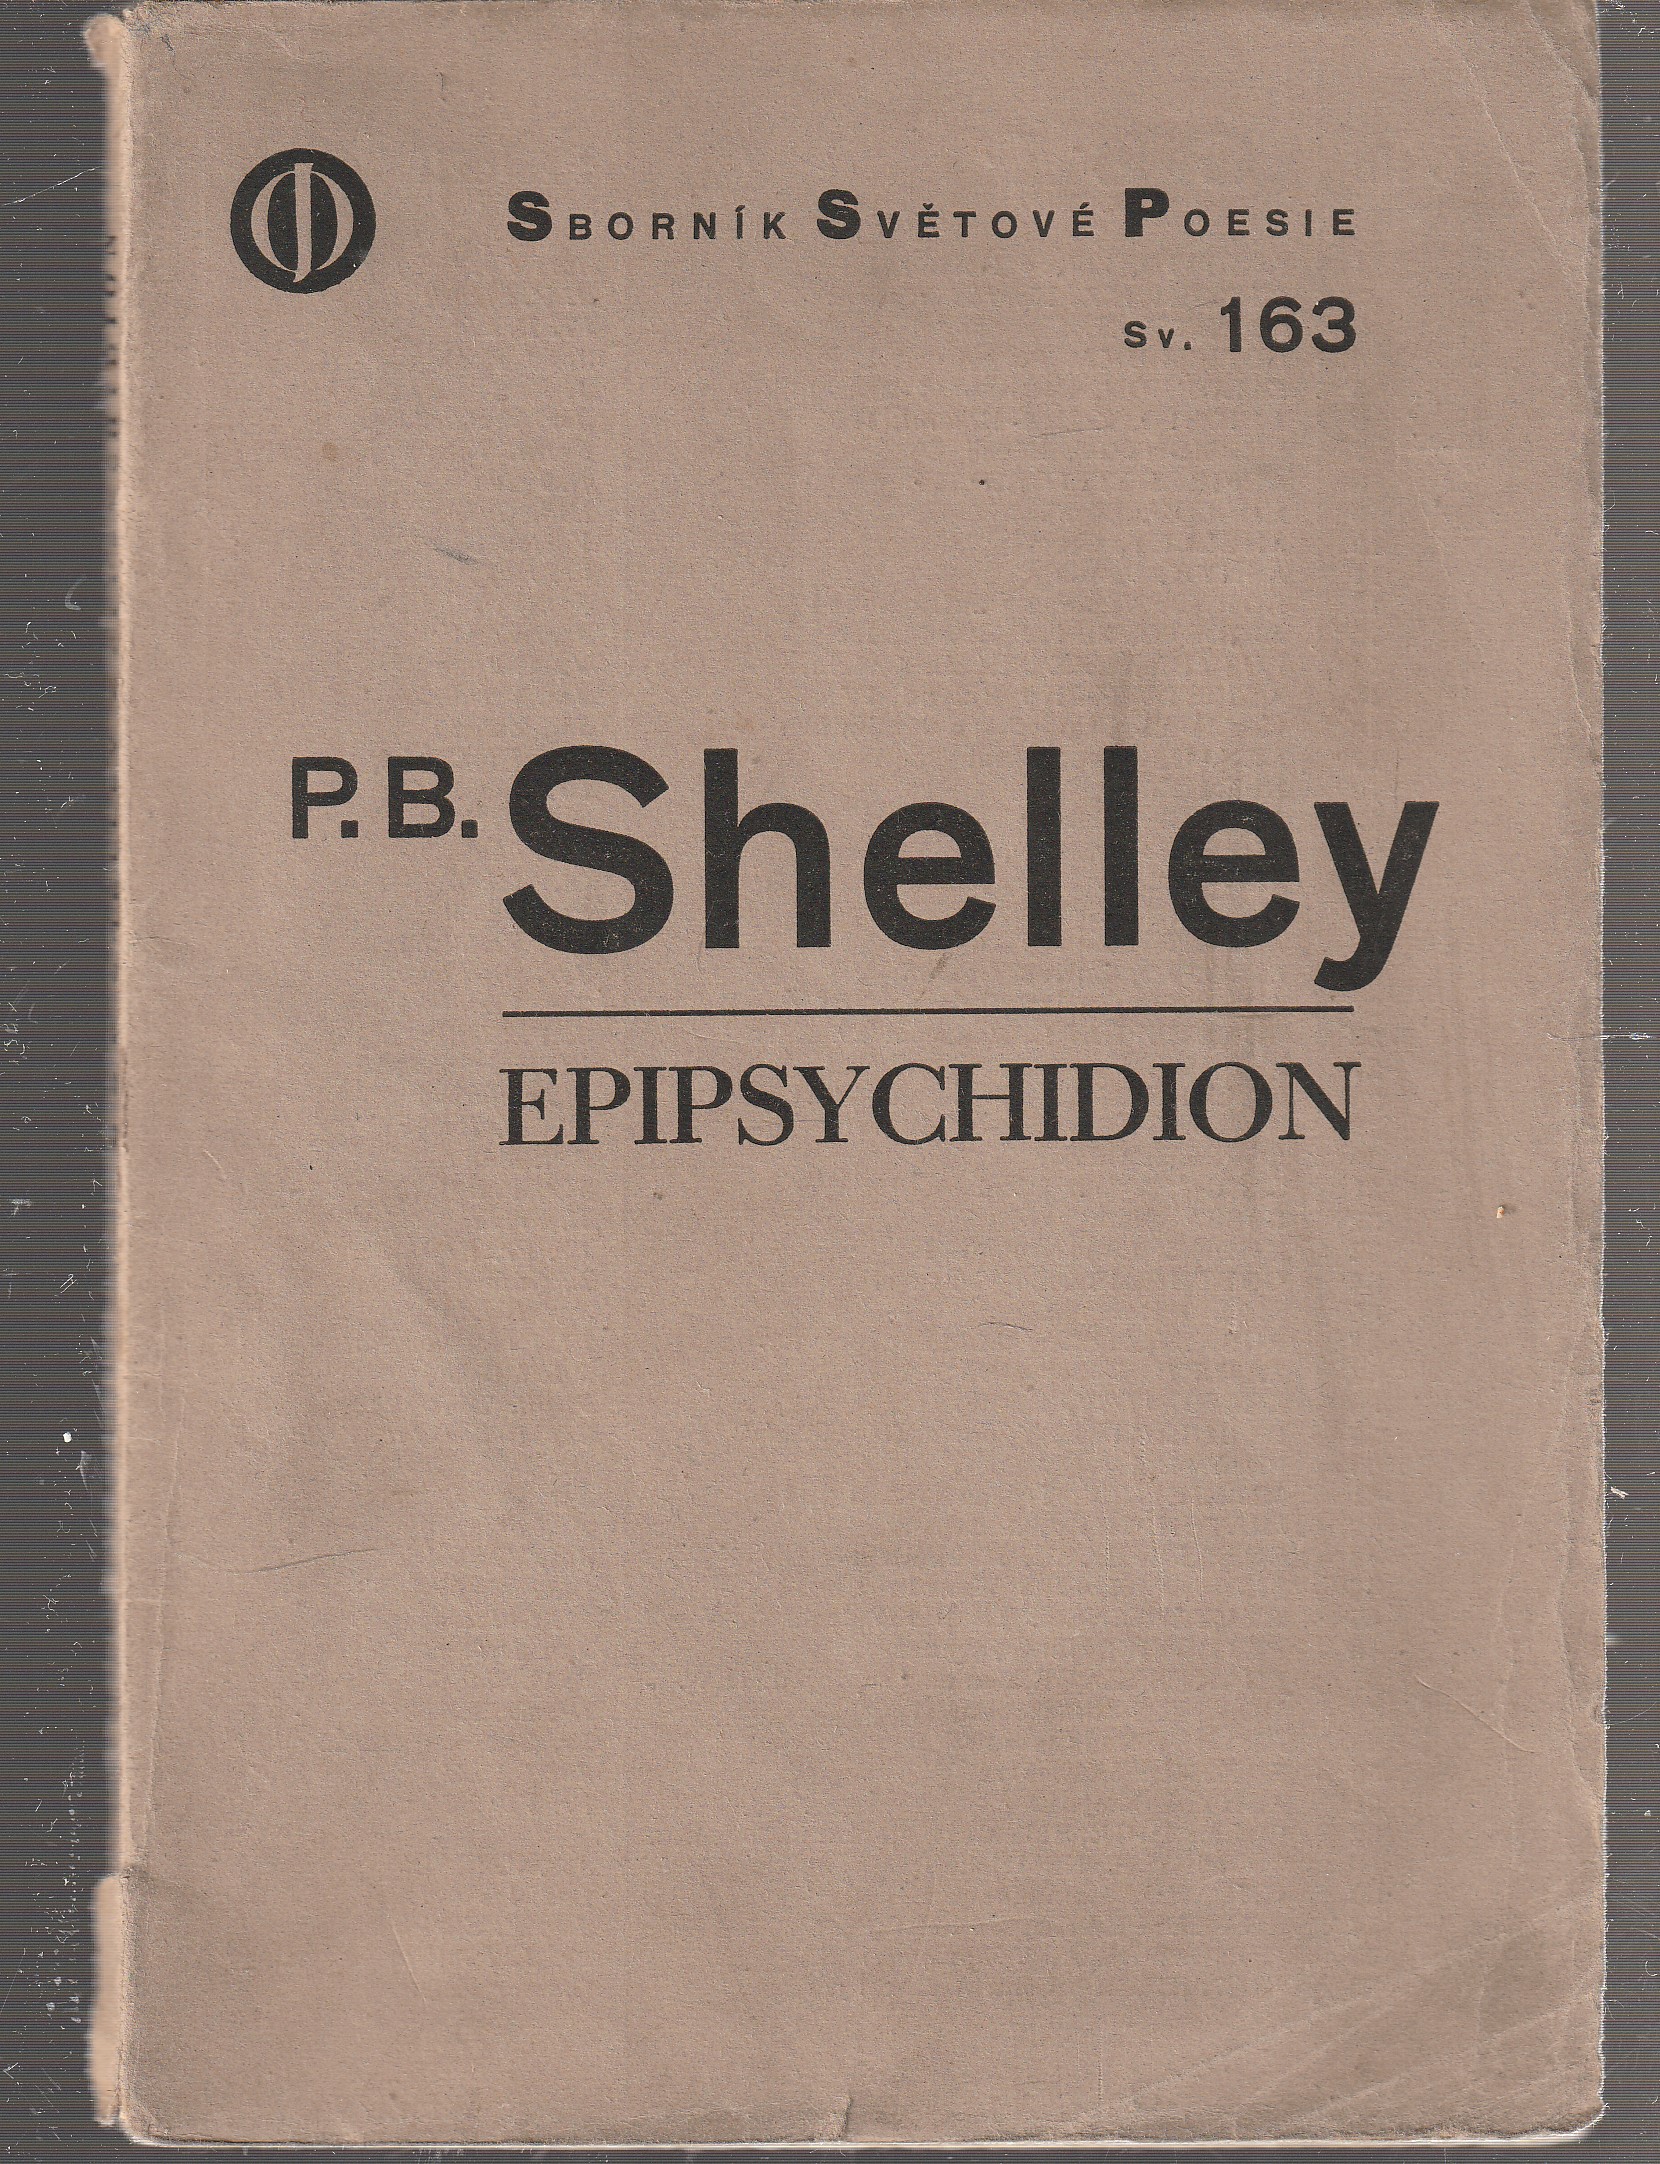 SBORNÍK SVĚTOVÉ POESIE
SV. 163
P.B. Shelley
EPIPSYCHIDION